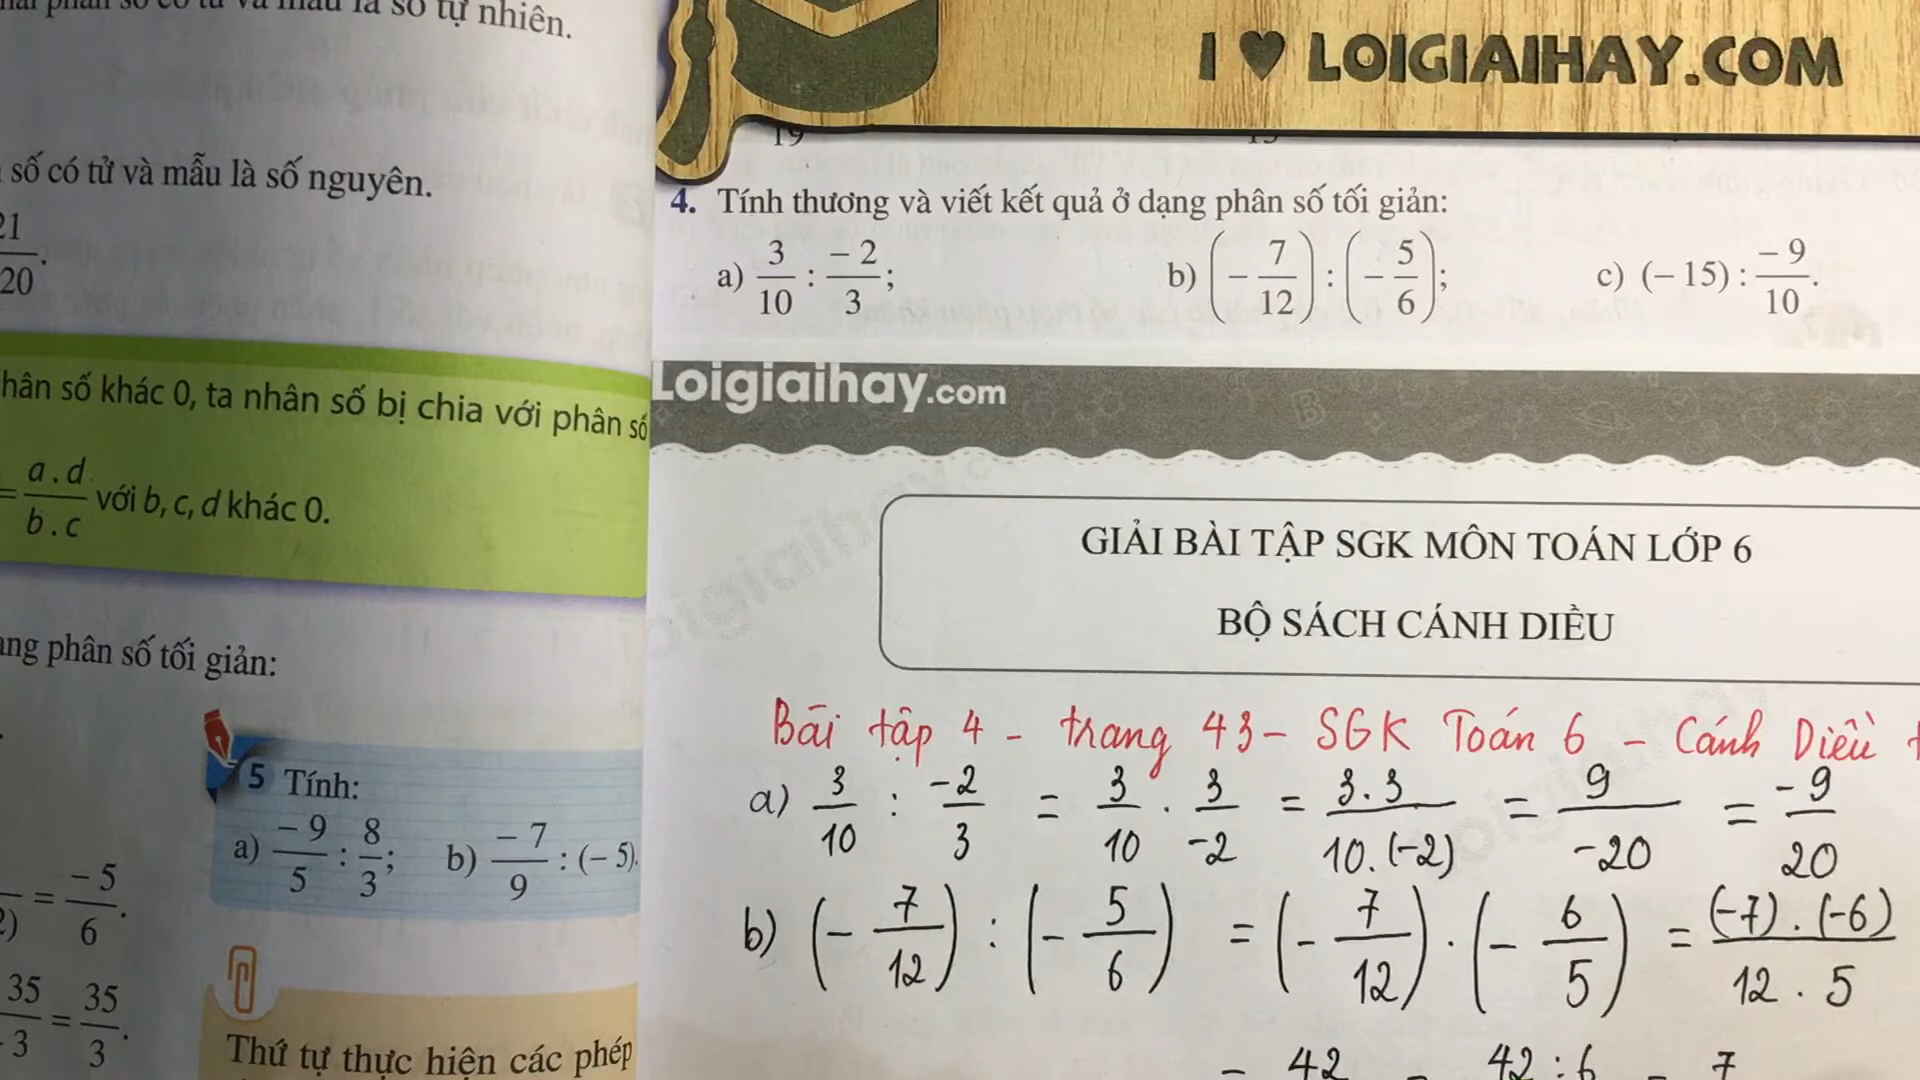 số tự nhiên.
số có tử và mẫu là số nguyên.
21/20.
hân số khác 0, ta nhân số bị chia với phân số
= a . d / b . c với b, c, d khác 0.
ng phân số tối giản:
5 Tính:
a) -9/5 : 8/3; b) -7/9 : (-5).
= -5/6.
35/3 = 35/3.
Thứ tự thực hiện các phép
I ♥ LOIGIAIHAY.COM
19
4. Tính thương và viết kết quả ở dạng phân số tối giản:
a) 3/10 : -2/3; b) (-7/12) : (-5/6); c) (-15) : -9/10.
Loigiaihay.com
GIẢI BÀI TẬP SGK MÔN TOÁN LỚP 6
BỘ SÁCH CÁNH DIỀU
Bài tập 4 - trang 43 - SGK Toán 6 - Cánh Diều
a) 3/10 : -2/3 = 3/10 . 3/-2 = 3.3/10.(-2) = 9/-20 = -9/20
b) (-7/12) : (-5/6) = (-7/12) . (-6/5) = (-7).(-6)/12 . 5
= 42 = 42 : 6 = 7